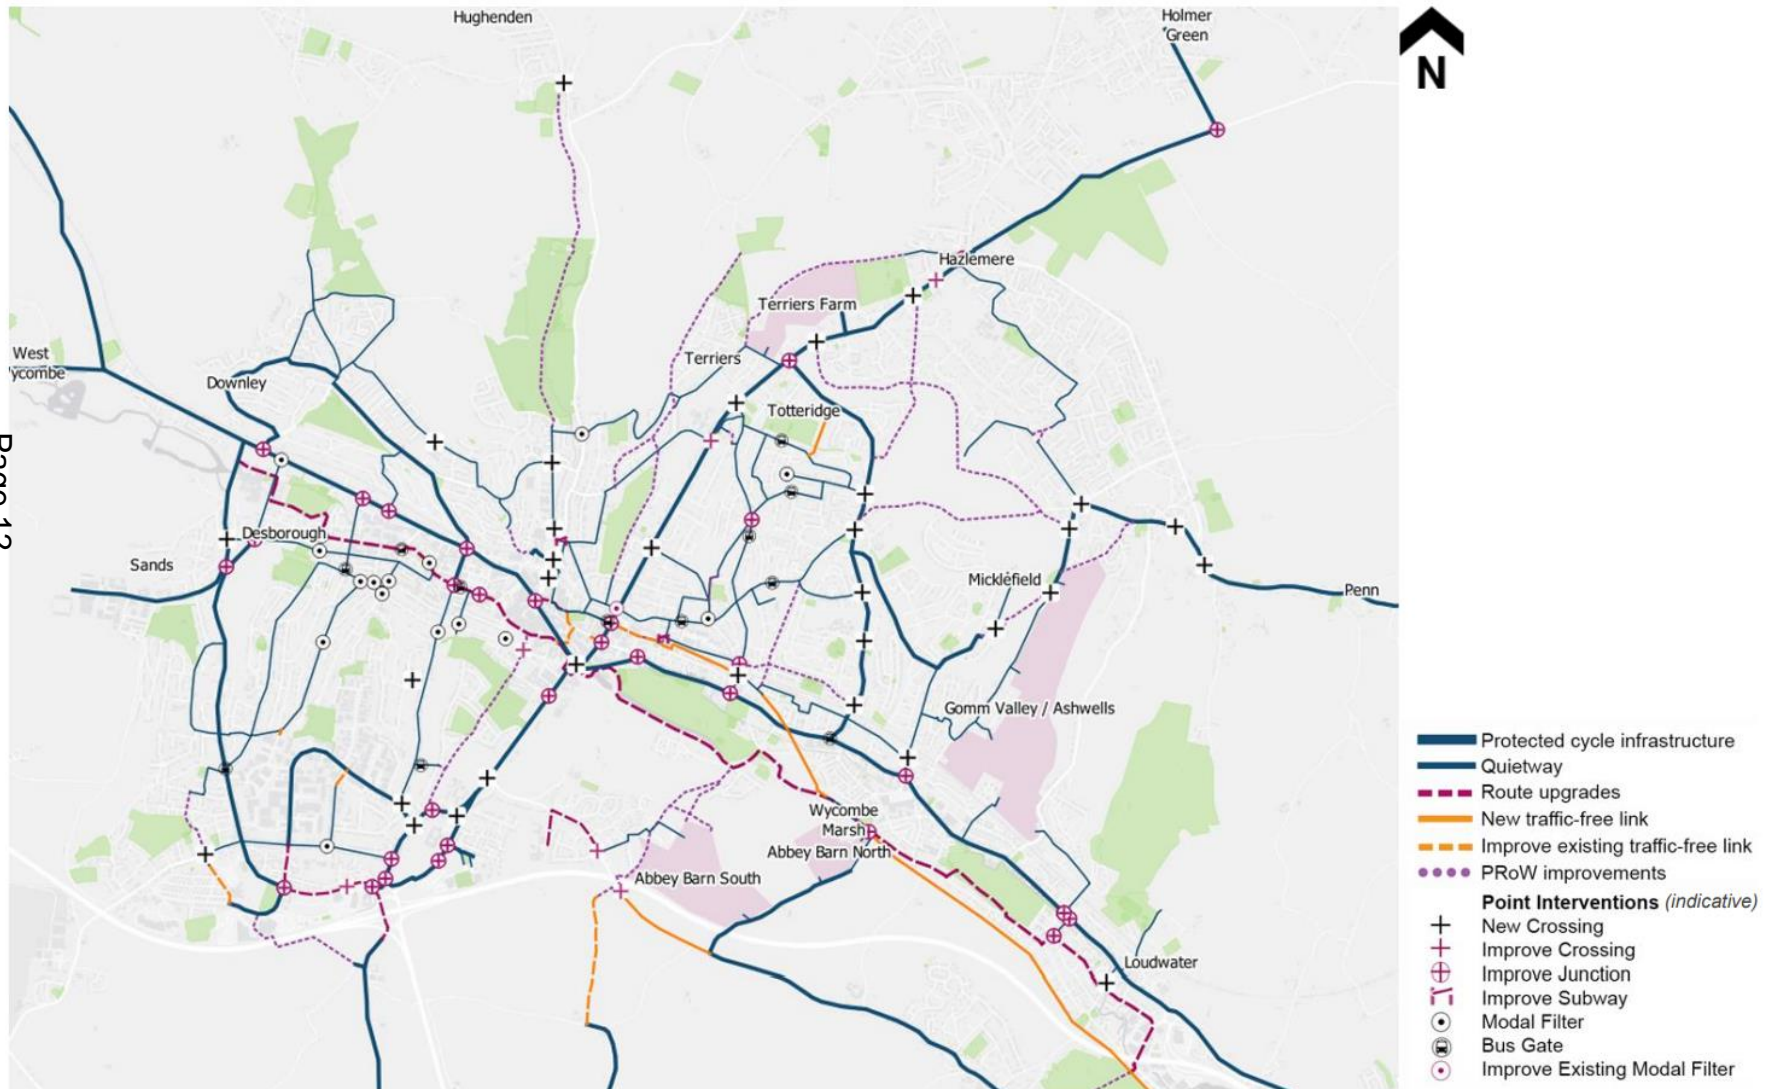 Hughenden
Holmer
Green
N
Hazlemere
Terriers Farm
West
ycombe
Terriers
Downley
Totteridge
Page 12
Desborough
Sands
Micklefield
Penn
Gomm Valley / Ashwells
Wycombe
Marsh
Abbey Barn North
Abbey Barn South
Loudwater
Protected cycle infrastructure
Quietway
Route upgrades
New traffic-free link
Improve existing traffic-free link
PRoW improvements
Point Interventions (indicative)
New Crossing
Improve Crossing
Improve Junction
Improve Subway
Modal Filter
Bus Gate
Improve Existing Modal Filter